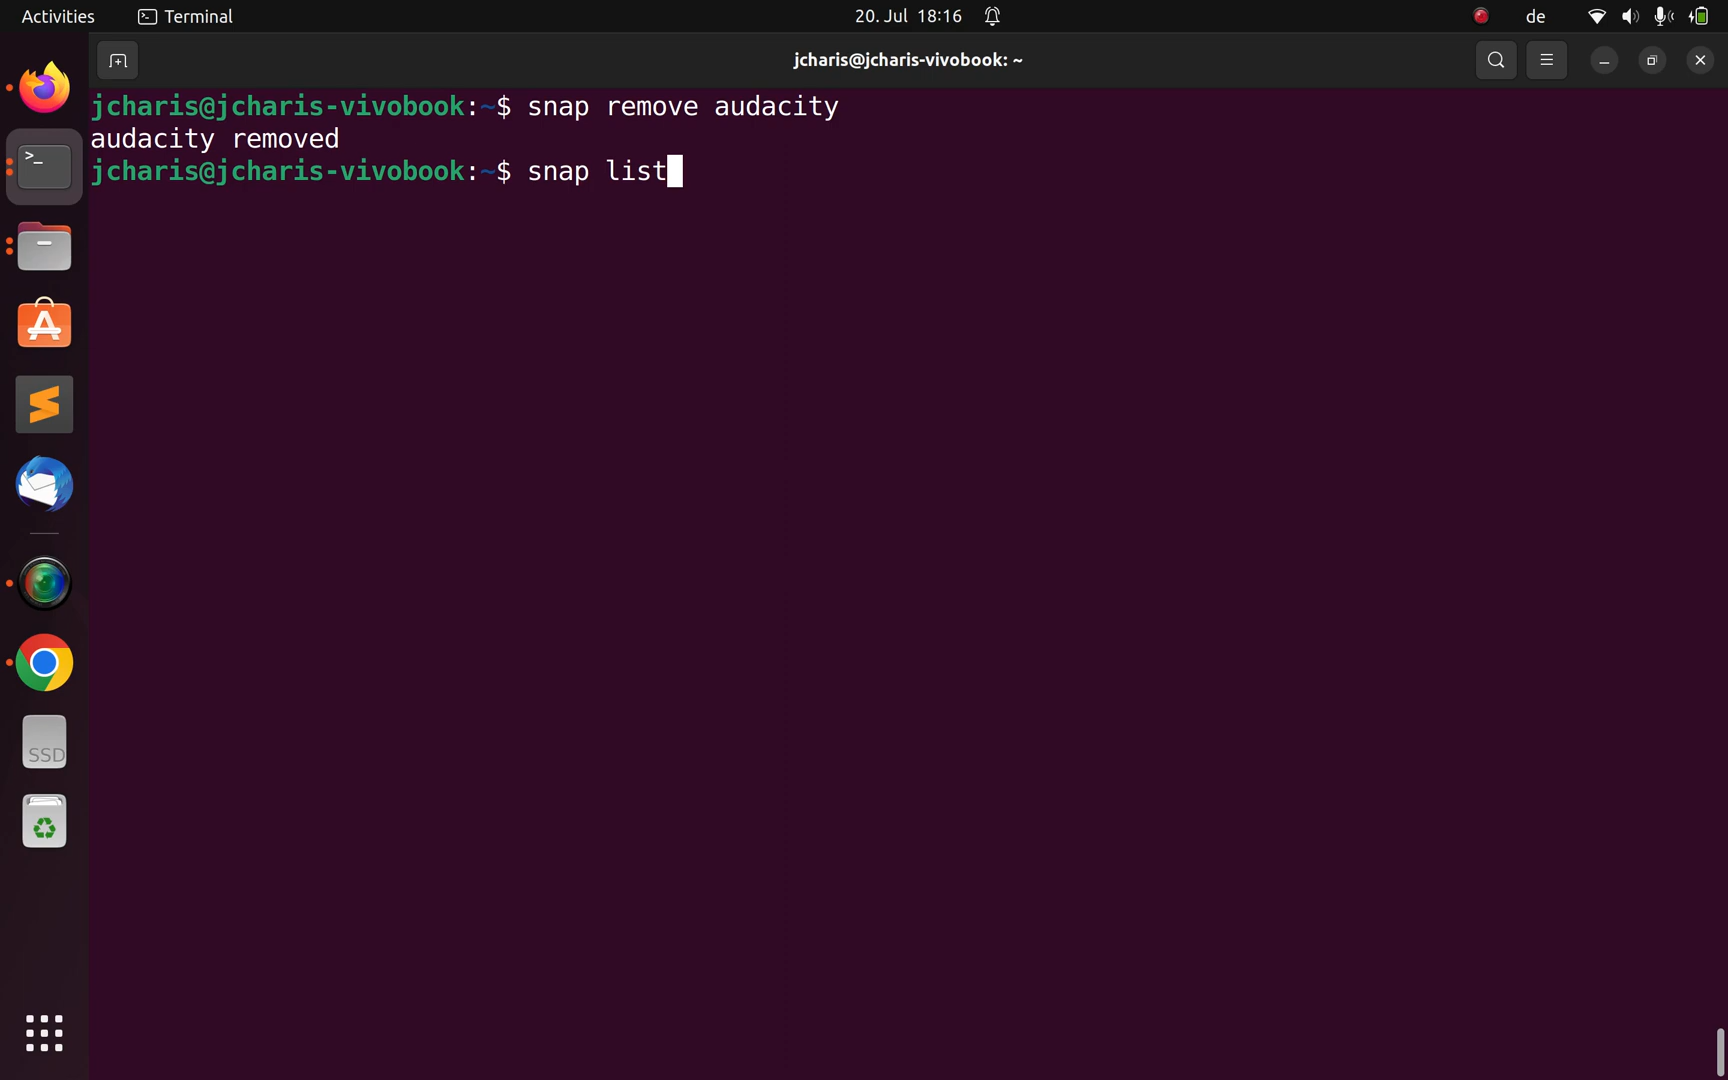 Activities Terminal 20. Jul 18:16 de
jcharis@jcharis-vivobook: ~
jcharis@jcharis-vivobook:~$ snap remove audacity
audacity removed
jcharis@jcharis-vivobook:~$ snap list
>_
SSD